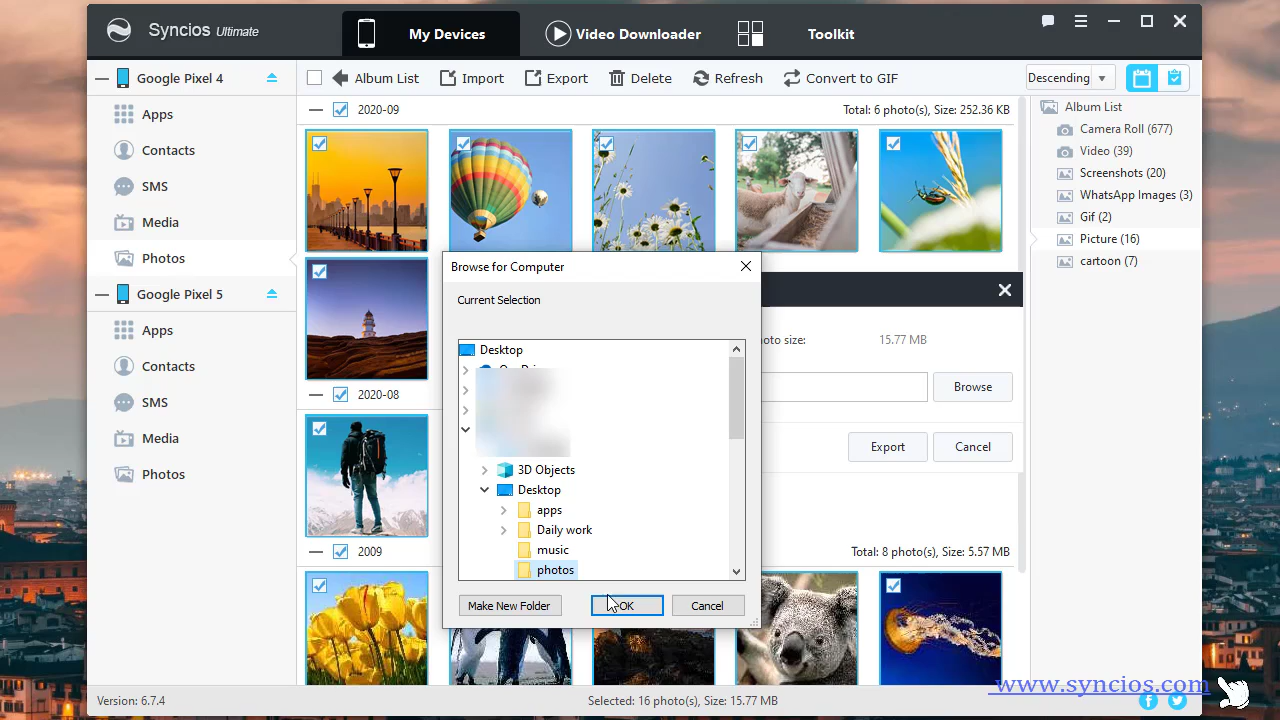 Syncios Ultimate
My Devices
Video Downloader
Toolkit
Google Pixel 4
Apps
Contacts
SMS
Media
Photos
Google Pixel 5
Apps
Contacts
SMS
Media
Photos
Album List
Import
Export
Delete
Refresh
Convert to GIF
Descending
2020-09
Total: 6 photo(s), Size: 252.36 KB
2020-08
2009
Total: 8 photo(s), Size: 5.57 MB
Album List
Camera Roll (677)
Video (39)
Screenshots (20)
WhatsApp Images (3)
Gif (2)
Picture (16)
cartoon (7)
Browse for Computer
Current Selection
Desktop
3D Objects
Desktop
apps
Daily work
music
photos
Make New Folder
OK
Cancel
size:
15.77 MB
Browse
Export
Cancel
Version: 6.7.4
Selected: 16 photo(s), Size: 15.77 MB
www.syncios.com